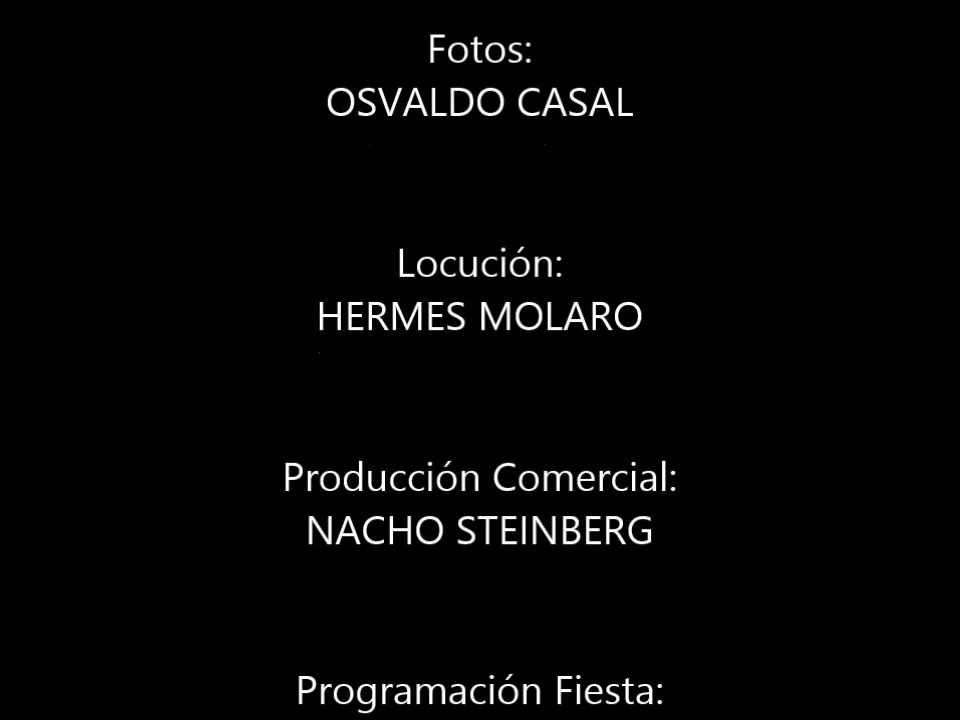 Fotos:
OSVALDO CASAL
Locución:
HERMES MOLARO
Producción Comercial:
NACHO STEINBERG
Programación Fiesta: